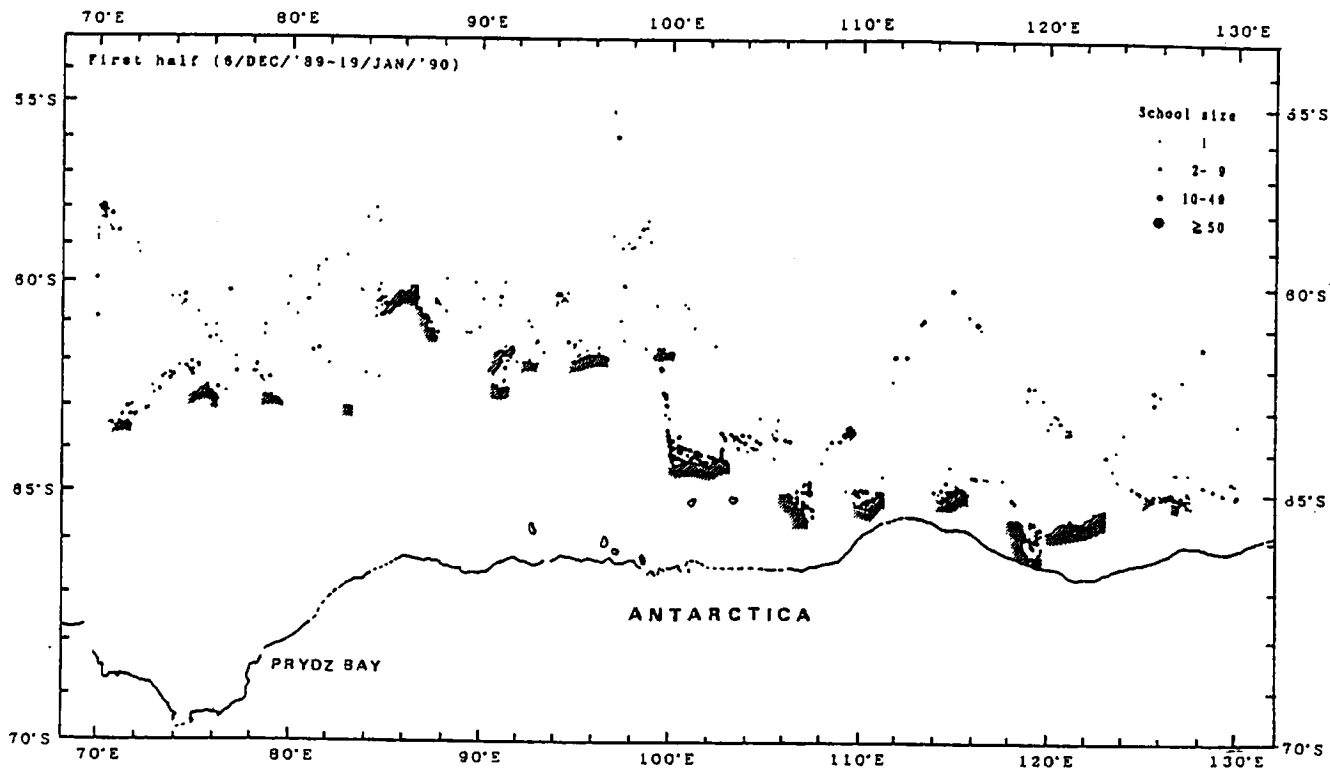 70°E 80°E 90°E 100°E 110°E 120°E 130°E
First half (6/DEC/'89-19/JAN/'90)
55°S 55°S
School size
1
2- 9
10-49
≧50
60°S 60°S
65°S 65°S
ANTARCTICA
PRYDZ BAY
70°S 70°S
70°E 80°E 90°E 100°E 110°E 120°E 130°E